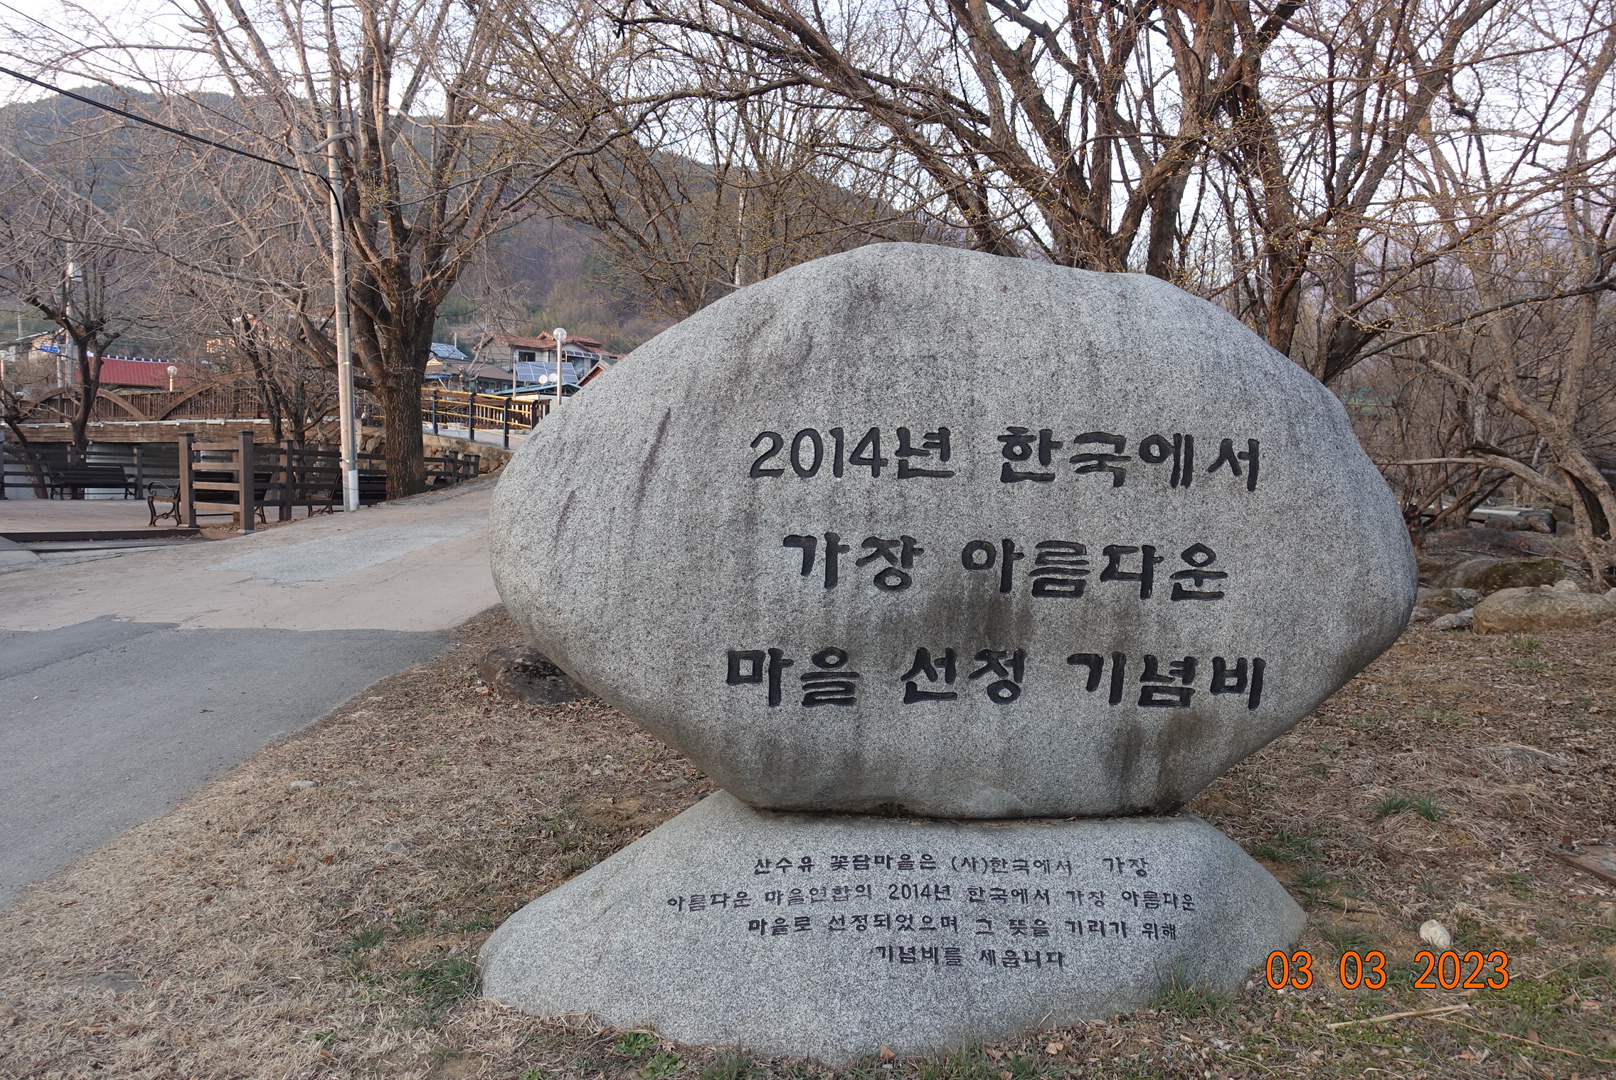 2014년 한국에서
가장 아름다운
마을 선정 기념비
산수유 꽃담마을은 (사)한국에서 가장
아름다운 마을연합의 2014년 한국에서 가장 아름다운
마을로 선정되었으며 그 뜻을 기리기 위해
기념비를 세웁니다
03 03 2023